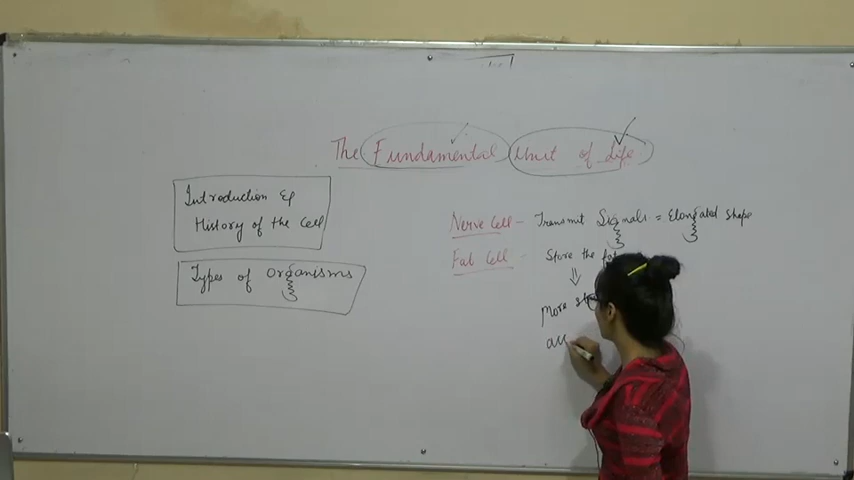 The Fundamental Unit of life
Introduction &
History of the Cell
Types of Organisms
Nerve Cell - Transmit Signals = Elongated Shape
Fat Cell - Store the
⇓
More